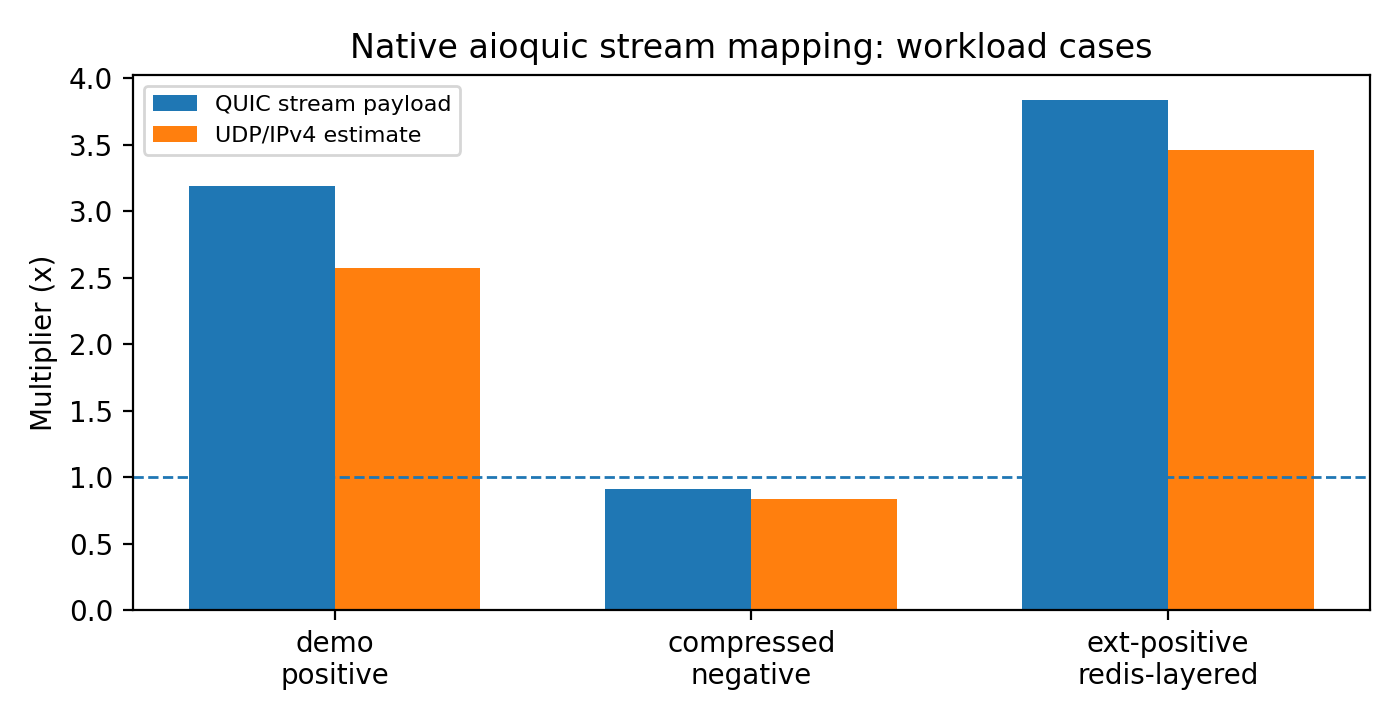 Native aioquic stream mapping: workload cases
QUIC stream payload
UDP/IPv4 estimate
Multiplier (x)
4.0
3.5
3.0
2.5
2.0
1.5
1.0
0.5
0.0
demo
positive
compressed
negative
ext-positive
redis-layered